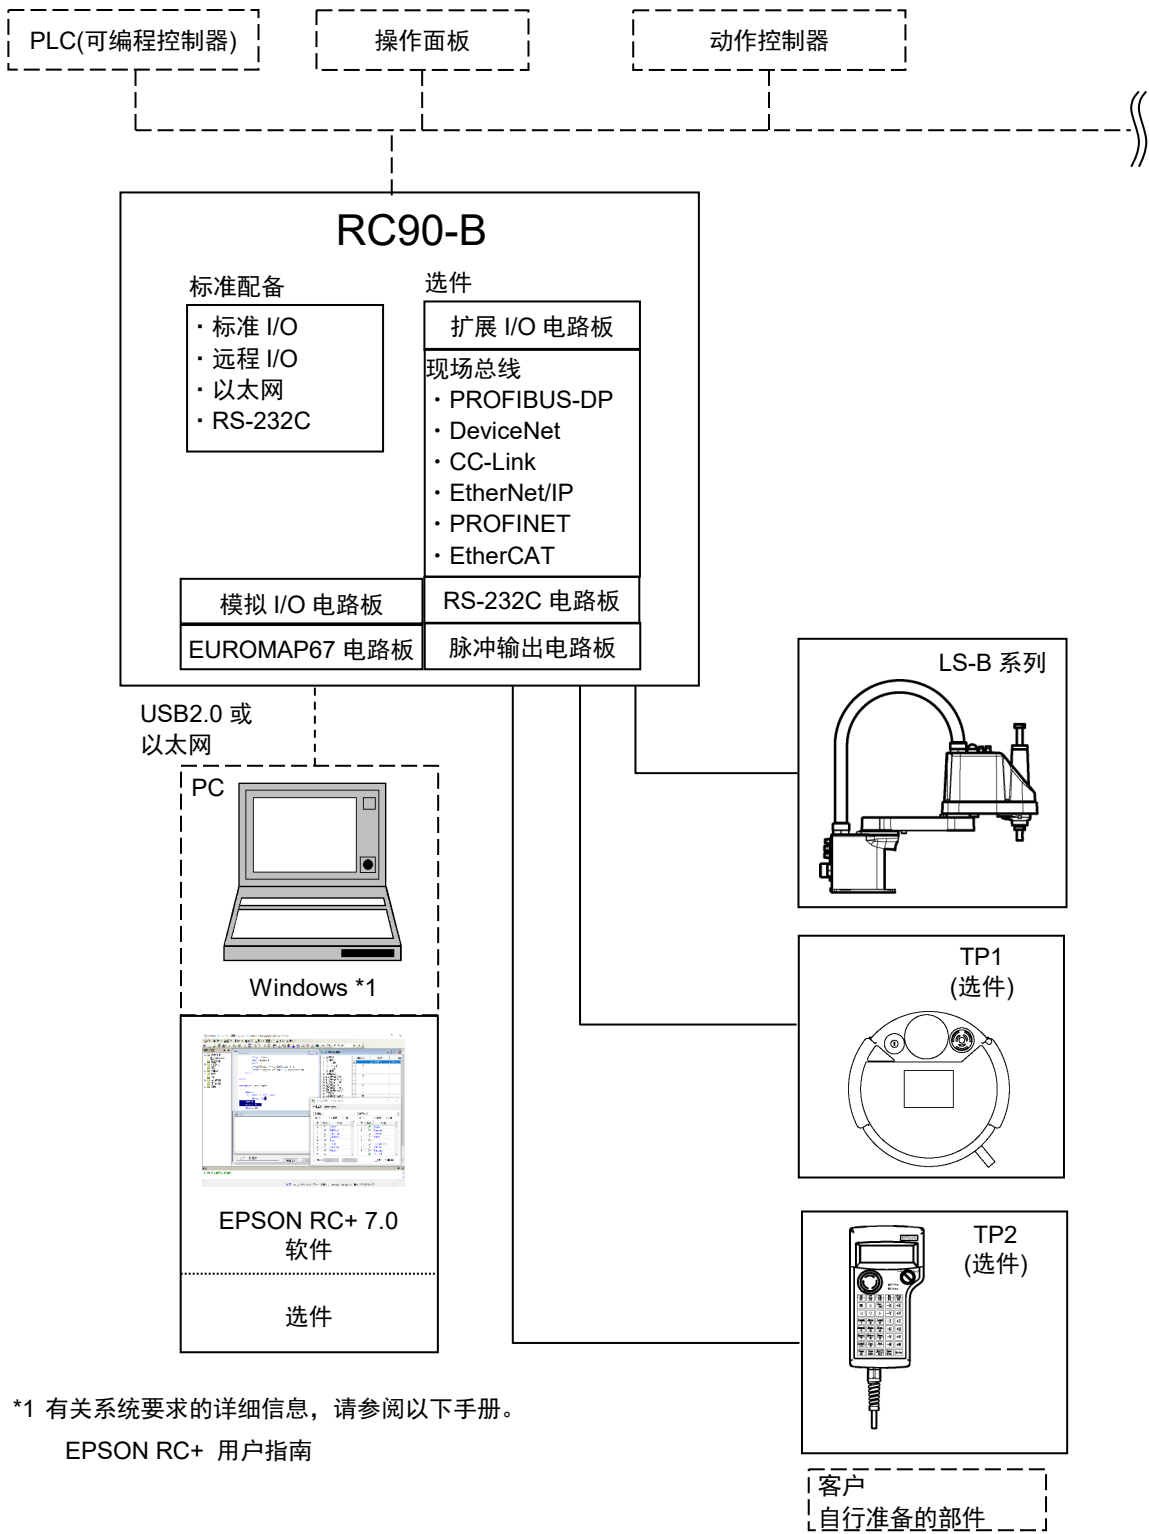 PLC(可编程控制器)
操作面板
动作控制器
RC90-B
标准配备
・标准 I/O
・远程 I/O
・以太网
・RS-232C
选件
扩展 I/O 电路板
现场总线
・PROFIBUS-DP
・DeviceNet
・CC-Link
・EtherNet/IP
・PROFINET
・EtherCAT
模拟 I/O 电路板
RS-232C 电路板
EUROMAP67 电路板
脉冲输出电路板
USB2.0 或
以太网
PC
Windows *1
EPSON RC+ 7.0
软件
选件
LS-B 系列
TP1
(选件)
TP2
(选件)
*1 有关系统要求的详细信息，请参阅以下手册。
EPSON RC+ 用户指南
客户
自行准备的部件